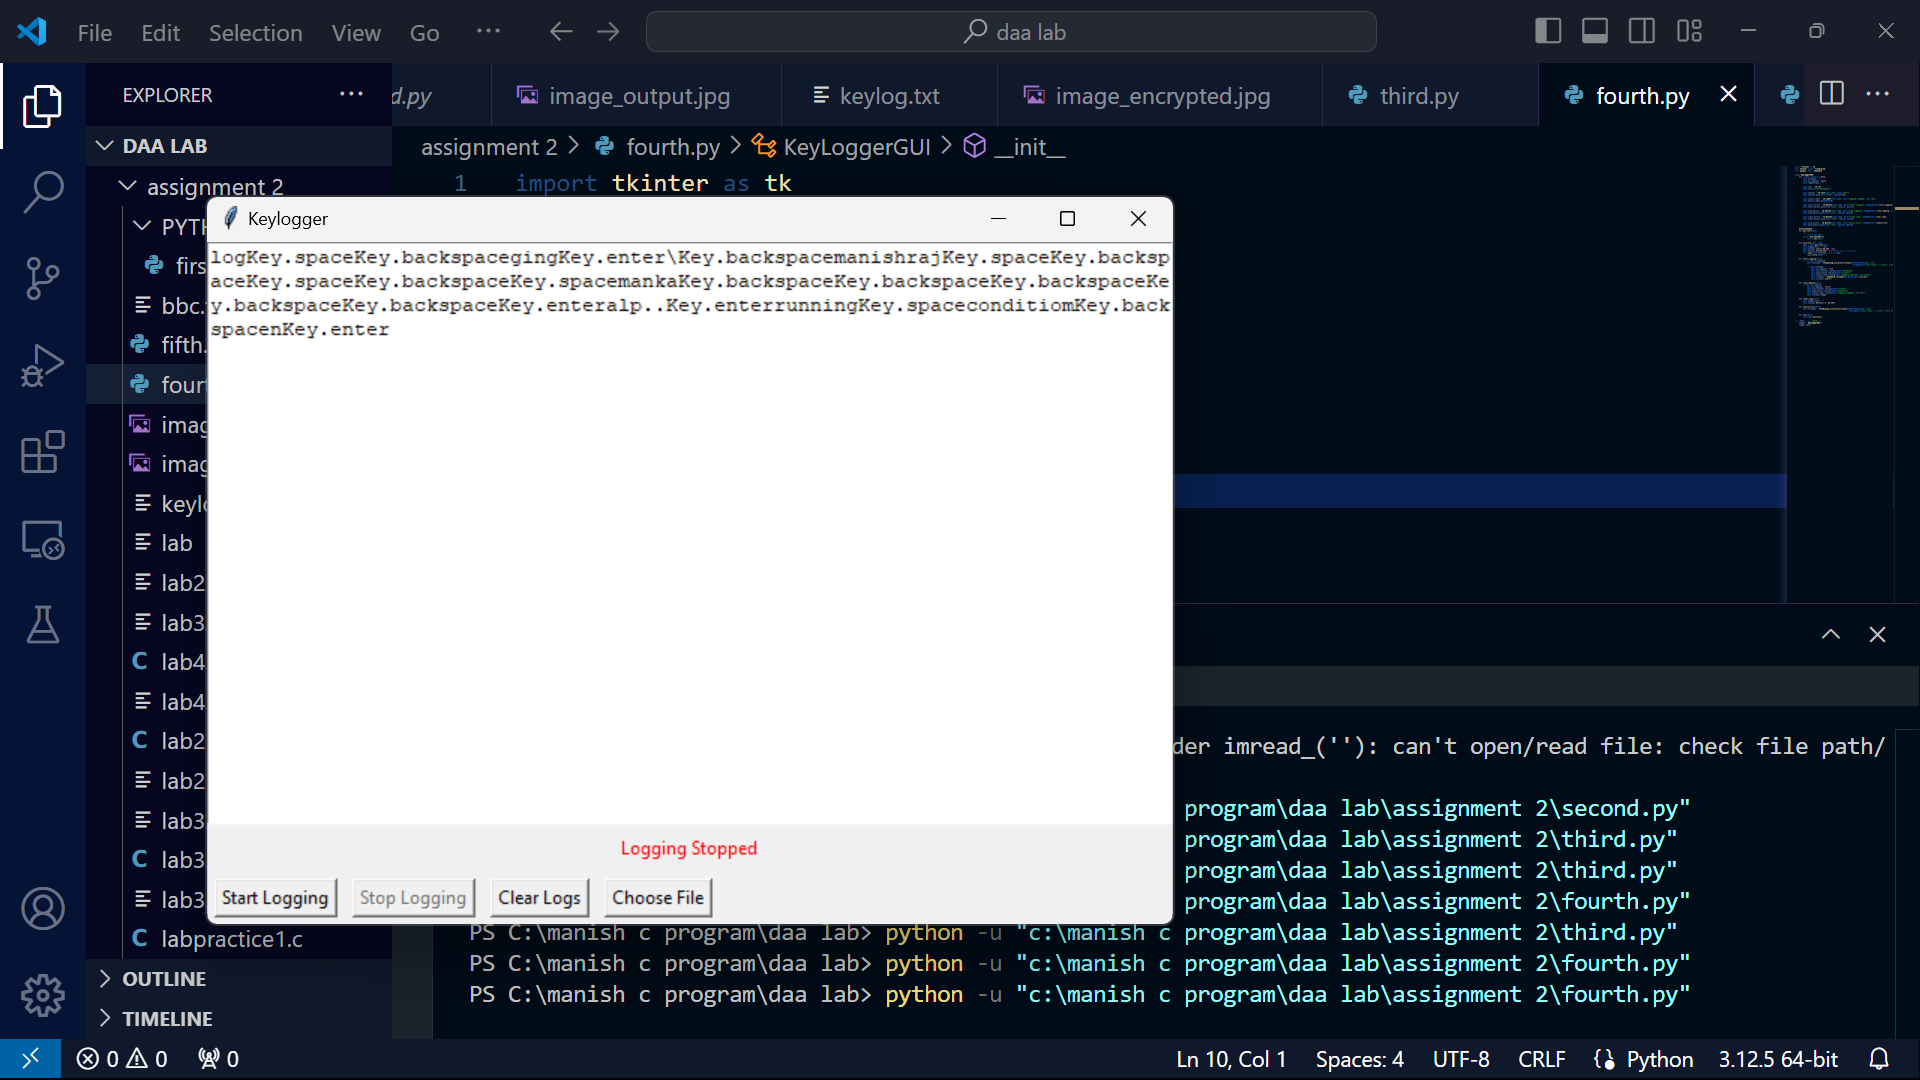 File Edit Selection View Go ··· daa lab
EXPLORER ···
d.py image_output.jpg keylog.txt image_encrypted.jpg third.py fourth.py ···
DAA LAB
assignment 2 > fourth.py > KeyLoggerGUI > __init__
assignment 2
1 import tkinter as tk
PYTH
firs
bbc.
fifth.
four
imag
imag
keylo
lab
lab2
lab3
lab4
lab4
lab2
lab2
lab3
lab3
lab3
labpractice1.c
OUTLINE
TIMELINE
Keylogger
logKey.spaceKey.backspacegingKey.enter\Key.backspacemanishrajKey.spaceKey.backsp
aceKey.spaceKey.backspaceKey.spacemankaKey.backspaceKey.backspaceKey.backspaceKe
y.backspaceKey.backspaceKey.enteralp..Key.enterrunningKey.spaceconditiomKey.back
spacenKey.enter
Logging Stopped
Start Logging Stop Logging Clear Logs Choose File
der imread_(''): can't open/read file: check file path/
program\daa lab\assignment 2\second.py"
program\daa lab\assignment 2\third.py"
program\daa lab\assignment 2\third.py"
program\daa lab\assignment 2\fourth.py"
PS C:\manish c program\daa lab> python -u "c:\manish c program\daa lab\assignment 2\third.py"
PS C:\manish c program\daa lab> python -u "c:\manish c program\daa lab\assignment 2\fourth.py"
PS C:\manish c program\daa lab> python -u "c:\manish c program\daa lab\assignment 2\fourth.py"
0 0 0 Ln 10, Col 1 Spaces: 4 UTF-8 CRLF Python 3.12.5 64-bit